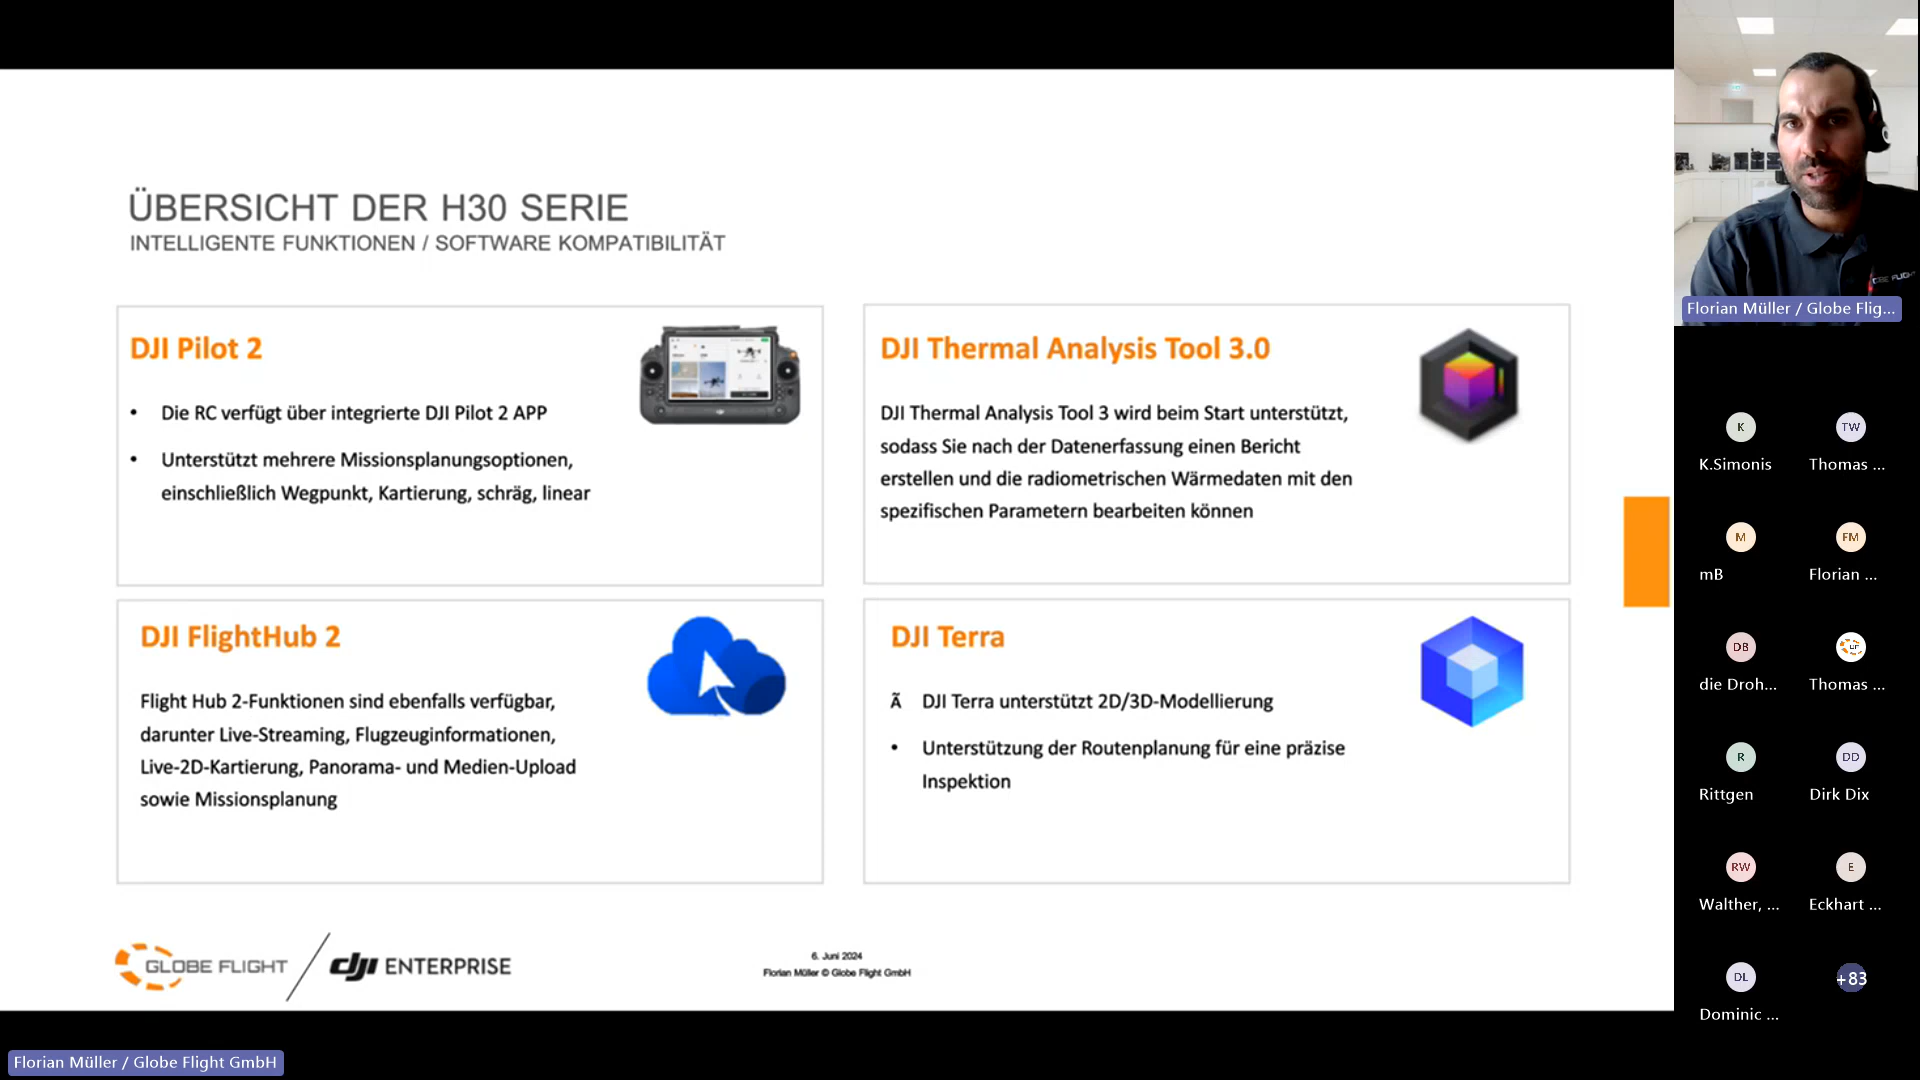 ÜBERSICHT DER H30 SERIE
INTELLIGENTE FUNKTIONEN / SOFTWARE KOMPATIBILITÄT
DJI Pilot 2
• Die RC verfügt über integrierte DJI Pilot 2 APP
• Unterstützt mehrere Missionsplanungsoptionen,
einschließlich Wegpunkt, Kartierung, schräg, linear
DJI Thermal Analysis Tool 3.0
DJI Thermal Analysis Tool 3 wird beim Start unterstützt,
sodass Sie nach der Datenerfassung einen Bericht
erstellen und die radiometrischen Wärmedaten mit den
spezifischen Parametern bearbeiten können
DJI FlightHub 2
Flight Hub 2-Funktionen sind ebenfalls verfügbar,
darunter Live-Streaming, Flugzeuginformationen,
Live-2D-Kartierung, Panorama- und Medien-Upload
sowie Missionsplanung
DJI Terra
Ã DJI Terra unterstützt 2D/3D-Modellierung
• Unterstützung der Routenplanung für eine präzise
Inspektion
GLOBE FLIGHT
dji ENTERPRISE
6. Juni 2024
Florian Müller © Globe Flight GmbH
Florian Müller / Globe Flight GmbH
Florian Müller / Globe Flig...
K TW
K.Simonis Thomas ...
M FM
mB Florian ...
DB
die Droh... Thomas ...
R DD
Rittgen Dirk Dix
RW E
Walther, ... Eckhart ...
DL +83
Dominic ...